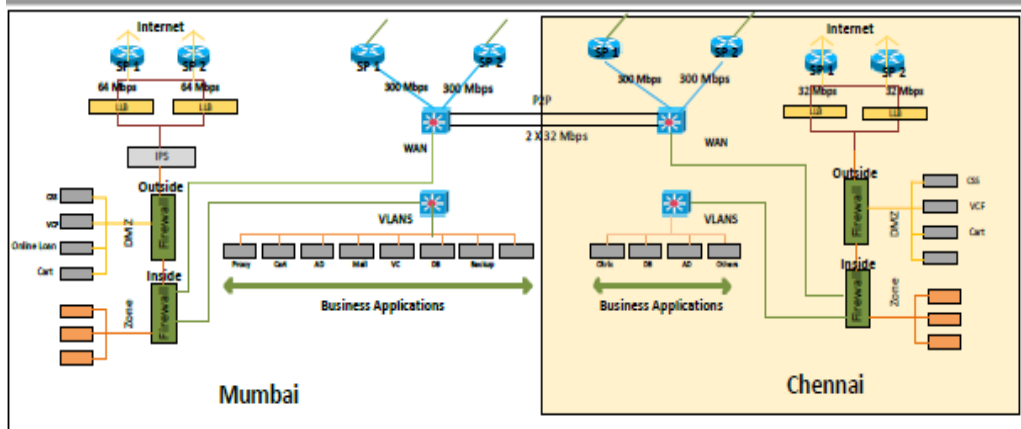 Internet
SP 1
SP 2
64 Mbps
64 Mbps
LLB
LLB
IPS
Outside
Firewall
DMZ
CSS
VCF
Online Loan
Cart
Inside
Firewall
Zone
SP 1
SP 2
300 Mbps
300 Mbps
WAN
VLANS
Proxy
Cart
AD
Mail
VC
DB
Backup
Business Applications
Mumbai
P2P
2 X 32 Mbps
SP 1
SP 2
300 Mbps
300 Mbps
WAN
VLANS
Citrix
DB
AD
Others
Business Applications
Internet
SP 1
SP 2
32 Mbps
32 Mbps
LLB
LLB
Outside
Firewall
DMZ
CSS
VCF
Cart
Inside
Firewall
Zone
Chennai